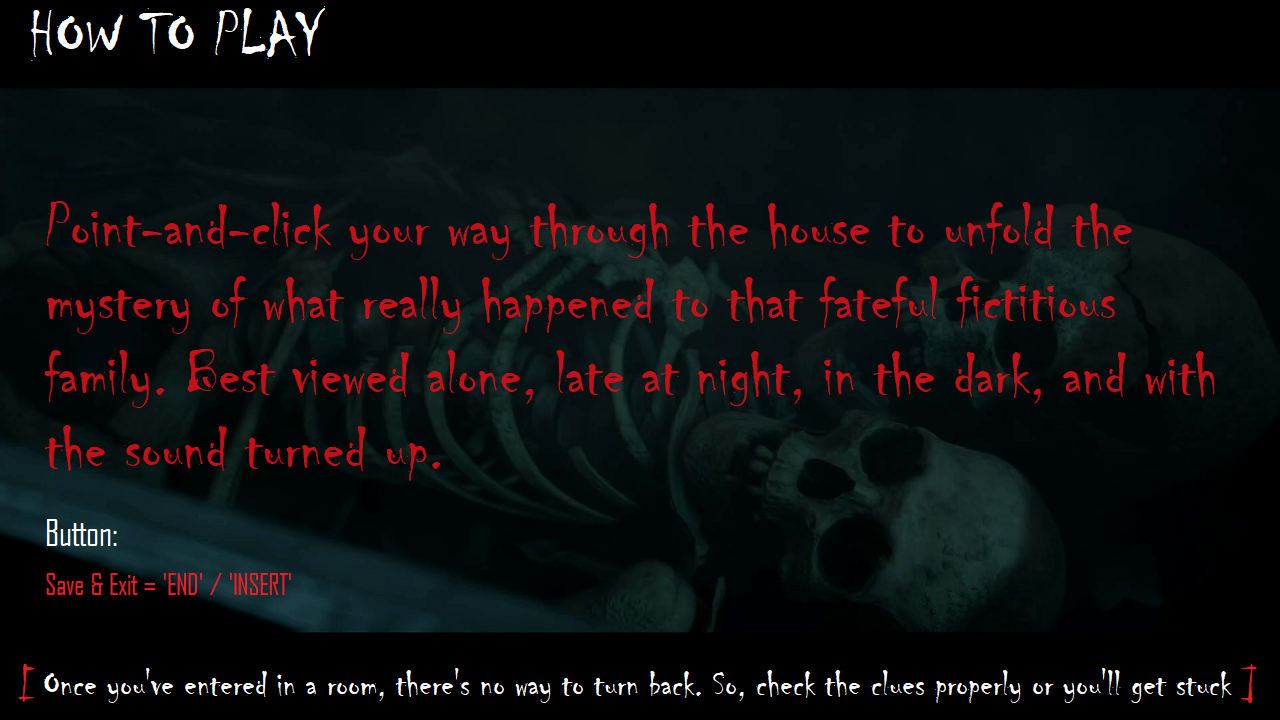 HOW TO PLAY
Point-and-click your way through the house to unfold the
mystery of what really happened to that fateful fictitious
family. Best viewed alone, late at night, in the dark, and with
the sound turned up.
Button:
Save & Exit = 'END' / 'INSERT'
[ Once you've entered in a room, there's no way to turn back. So, check the clues properly or you'll get stuck ]